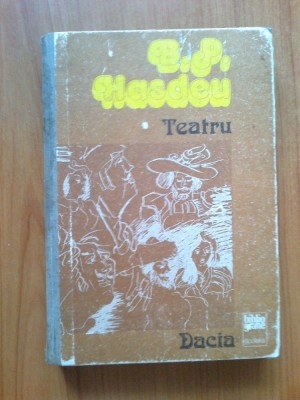 B. P.
Hasdeu
Teatru
Dacia